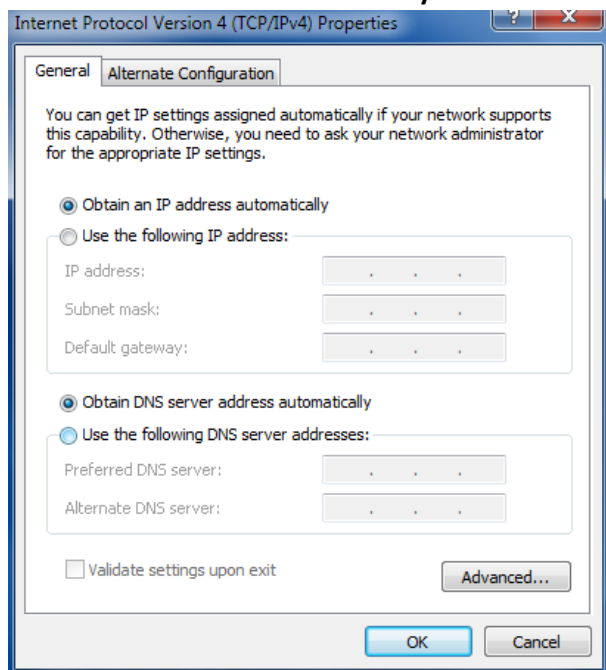 Internet Protocol Version 4 (TCP/IPv4) Properties
General
Alternate Configuration
You can get IP settings assigned automatically if your network supports
this capability. Otherwise, you need to ask your network administrator
for the appropriate IP settings.
Obtain an IP address automatically
Use the following IP address:
IP address:
Subnet mask:
Default gateway:
Obtain DNS server address automatically
Use the following DNS server addresses:
Preferred DNS server:
Alternate DNS server:
Validate settings upon exit
Advanced...
OK
Cancel